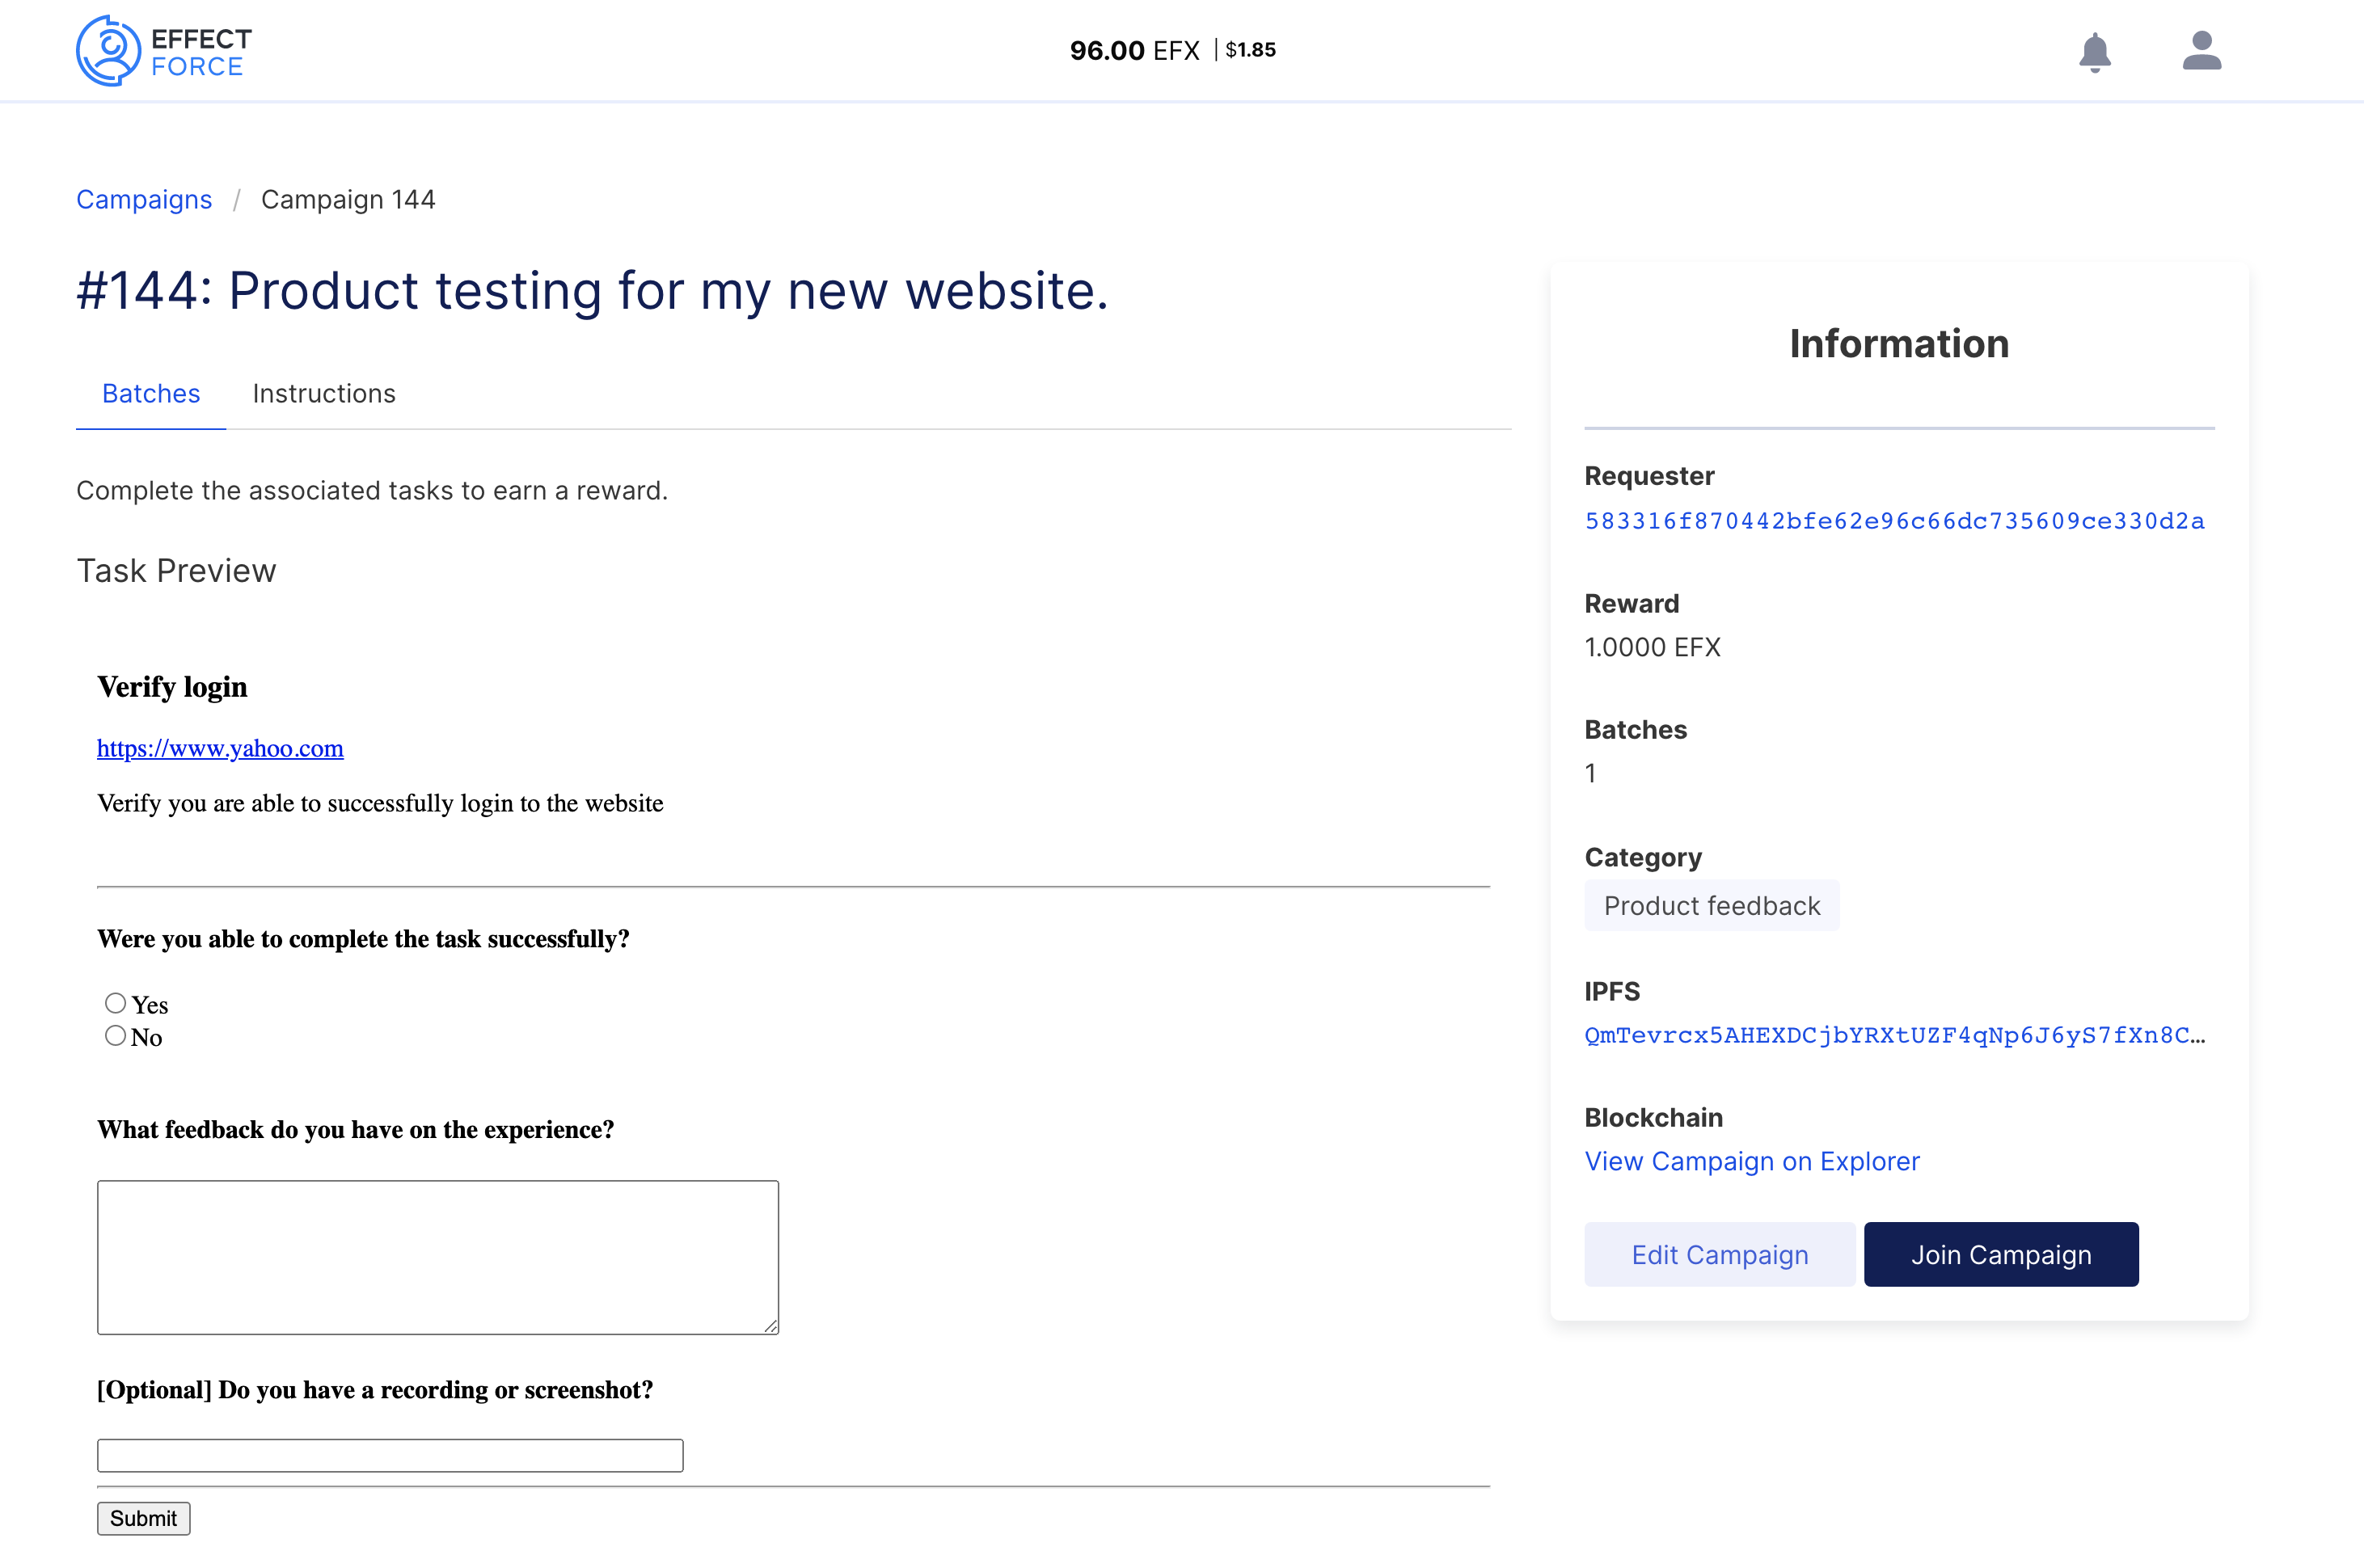 EFFECT
FORCE
96.00 EFX | $1.85
Campaigns / Campaign 144
#144: Product testing for my new website.
Batches Instructions
Complete the associated tasks to earn a reward.
Task Preview
Verify login
https://www.yahoo.com
Verify you are able to successfully login to the website
Were you able to complete the task successfully?
Yes
No
What feedback do you have on the experience?
[Optional] Do you have a recording or screenshot?
Submit
Information
Requester
583316f870442bfe62e96c66dc735609ce330d2a
Reward
1.0000 EFX
Batches
1
Category
Product feedback
IPFS
QmTevrcx5AHEXDCjbYRXtUZF4qNp6J6yS7fXn8C...
Blockchain
View Campaign on Explorer
Edit Campaign Join Campaign